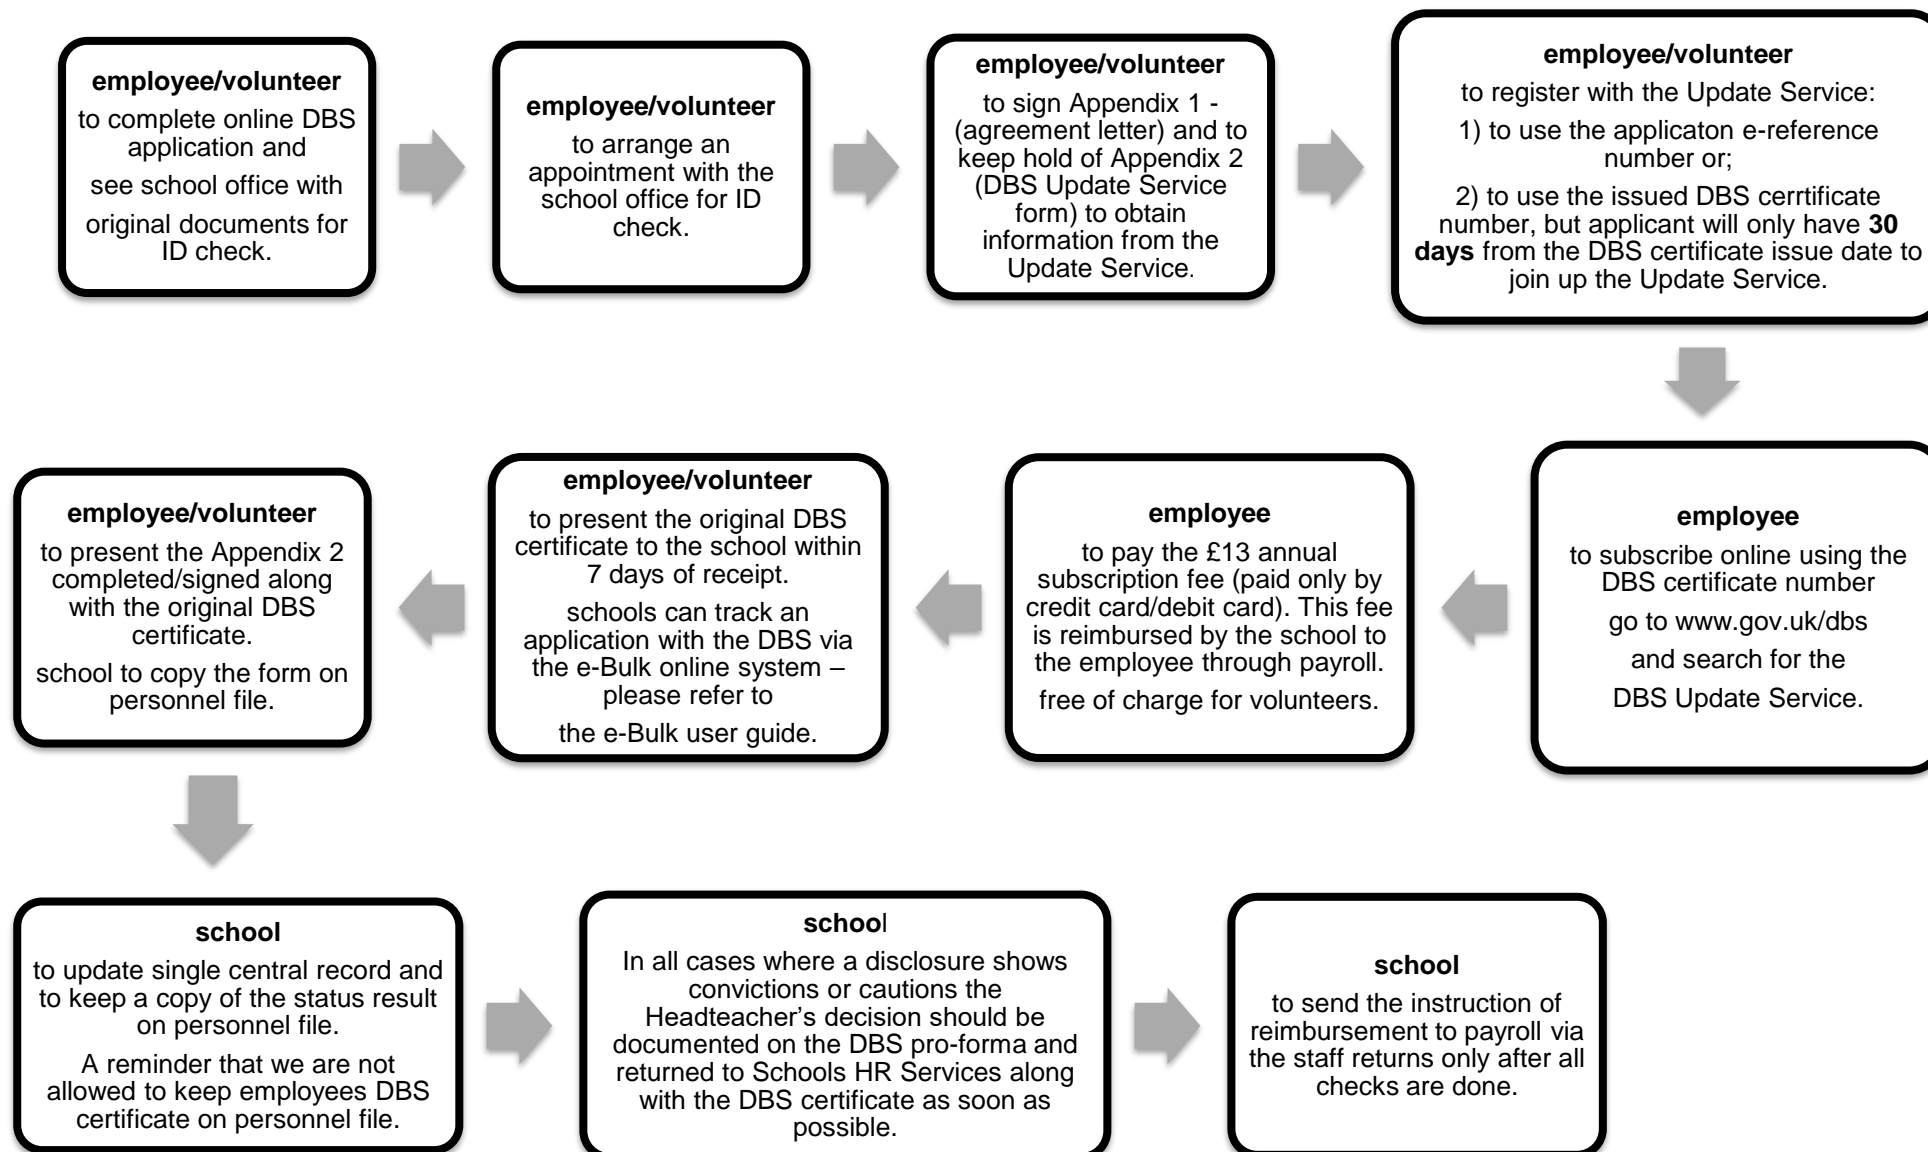 employee/volunteer
to complete online DBS
application and
see school office with
original documents for
ID check.
employee/volunteer
to arrange an
appointment with the
school office for ID
check.
employee/volunteer
to sign Appendix 1 -
(agreement letter) and to
keep hold of Appendix 2
(DBS Update Service
form) to obtain
information from the
Update Service.
employee/volunteer
to register with the Update Service:
1) to use the applicaton e-reference
number or;
2) to use the issued DBS cerrtificate
number, but applicant will only have 30
days from the DBS certificate issue date to
join up the Update Service.
employee
to subscribe online using the
DBS certificate number
go to www.gov.uk/dbs
and search for the
DBS Update Service.
employee
to pay the £13 annual
subscription fee (paid only by
credit card/debit card). This fee
is reimbursed by the school to
the employee through payroll.
free of charge for volunteers.
employee/volunteer
to present the original DBS
certificate to the school within
7 days of receipt.
schools can track an
application with the DBS via
the e-Bulk online system –
please refer to
the e-Bulk user guide.
employee/volunteer
to present the Appendix 2
completed/signed along
with the original DBS
certificate.
school to copy the form on
personnel file.
school
to update single central record and
to keep a copy of the status result
on personnel file.
A reminder that we are not
allowed to keep employees DBS
certificate on personnel file.
school
In all cases where a disclosure shows
convictions or cautions the
Headteacher’s decision should be
documented on the DBS pro-forma and
returned to Schools HR Services along
with the DBS certificate as soon as
possible.
school
to send the instruction of
reimbursement to payroll via
the staff returns only after all
checks are done.